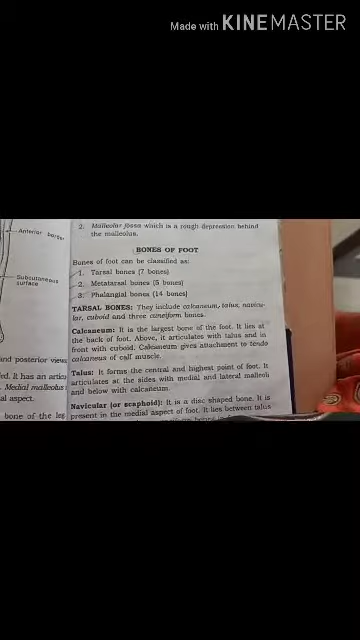 Made with KINEMASTER
Anterior border
Subcutaneous
surface
and posterior views
ed. It has an articu
. Medial malleolus
al aspect.
bone of the leg
2. Malleolar fossa which is a rough depression behind
the malleolus.
BONES OF FOOT
Bones of foot can be classified as:
1. Tarsal bones (7 bones)
2. Metatarsal bones (5 bones)
3. Phalangial bones (14 bones)
TARSAL BONES: They include calcaneum, talus, navicu-
lar, cuboid and three cuneiform bones.
Calcaneum: It is the largest bone of the foot. It lies at
the back of foot. Above, it articulates with talus and in
front with cuboid. Calcaneum gives attachment to tendo
calcaneus of calf muscle.
Talus: It forms the central and highest point of foot. It
articulates at the sides with medial and lateral malleoli
and below with calcaneum.
Navicular (or scaphoid): It is a disc shaped bone. It is
present in the medial aspect of foot. It lies between talus